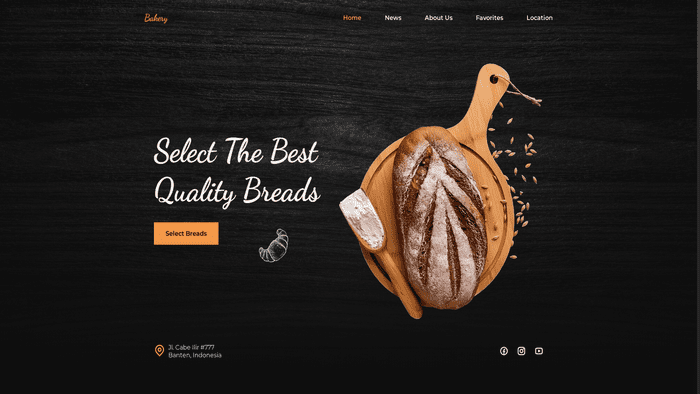 Bakery
Home News About Us Favorites Location
Select The Best
Quality Breads
Select Breads
Jl. Cabe ilir #777
Banten, Indonesia